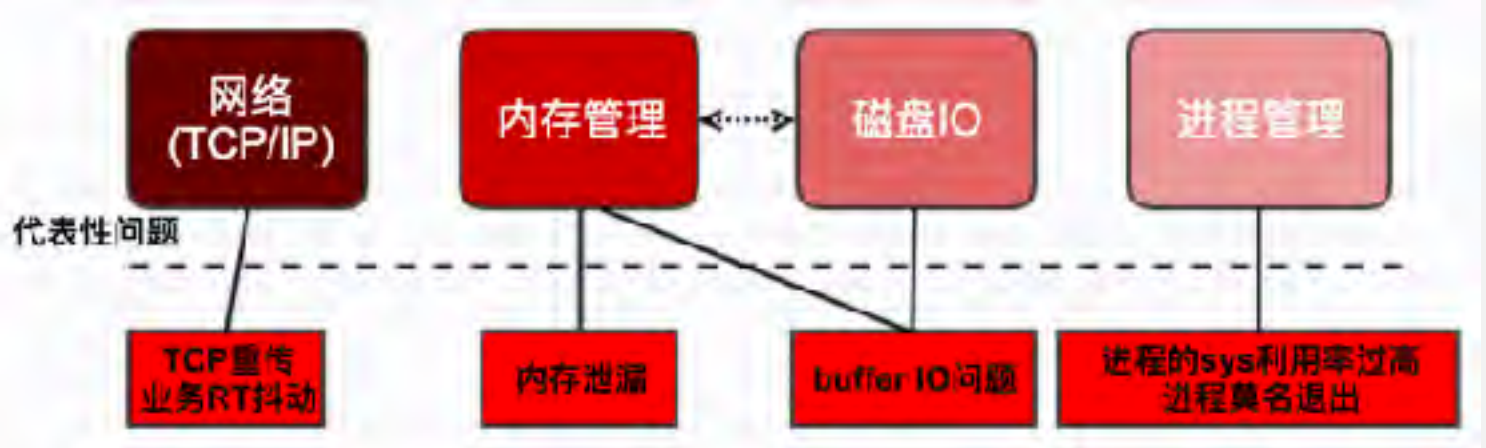 网络
(TCP/IP)
内存管理
磁盘IO
进程管理
代表性问题
TCP重传
业务RT抖动
内存泄漏
buffer IO问题
进程的sys利用率过高
进程莫名退出